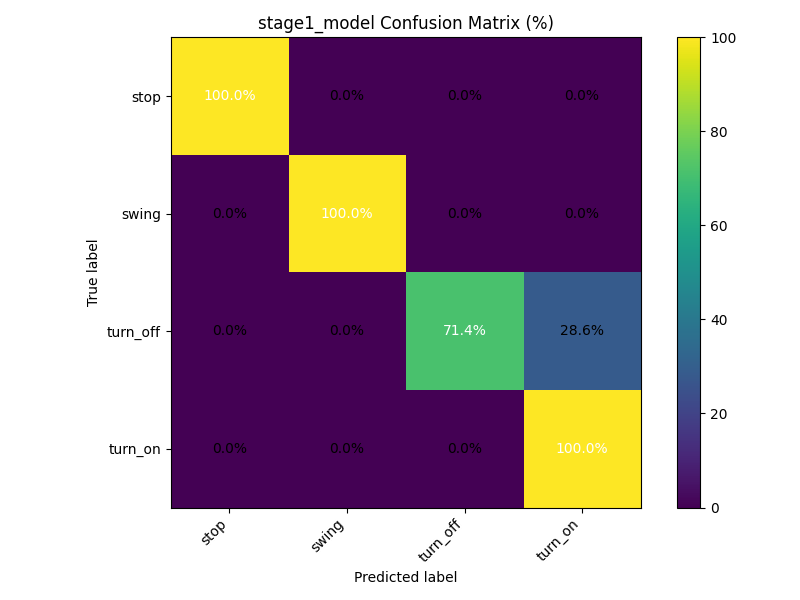 stage1_model Confusion Matrix (%)
100
stop 100.0% 0.0% 0.0% 0.0%
80
swing 0.0% 100.0% 0.0% 0.0%
60
True label
40
turn_off 0.0% 0.0% 71.4% 28.6%
20
turn_on 0.0% 0.0% 0.0% 100.0%
0
stop swing turn_off turn_on
Predicted label